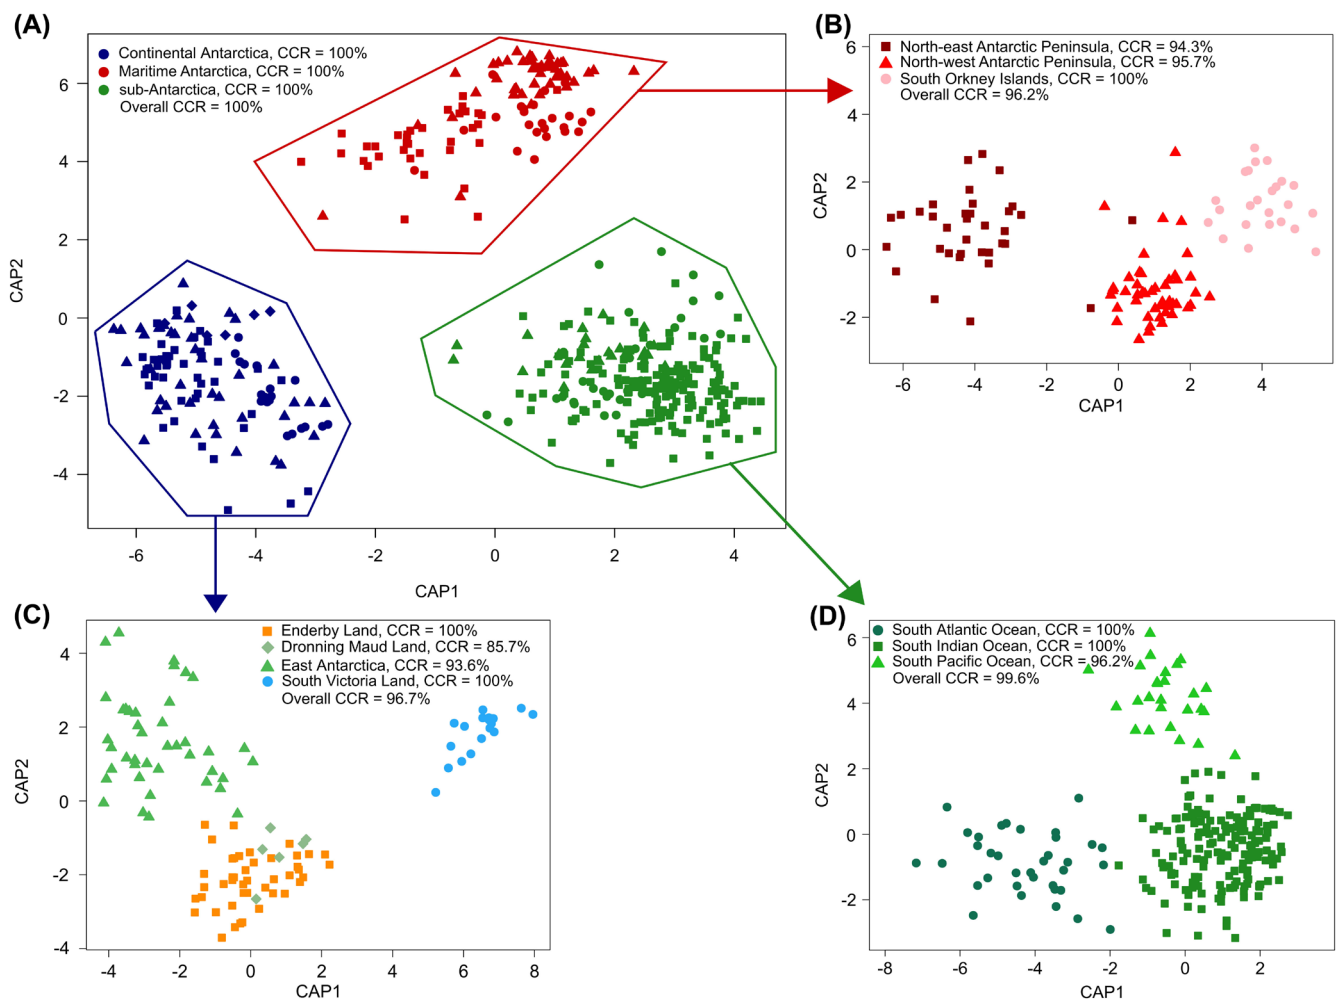 (A)
Continental Antarctica, CCR = 100%
Maritime Antarctica, CCR = 100%
sub-Antarctica, CCR = 100%
Overall CCR = 100%
6
4
2
0
-2
-4
CAP2
-6
-4
-2
0
2
4
CAP1
(B)
North-east Antarctic Peninsula, CCR = 94.3%
North-west Antarctic Peninsula, CCR = 95.7%
South Orkney Islands, CCR = 100%
Overall CCR = 96.2%
6
4
2
0
-2
CAP2
-6
-4
-2
0
2
4
CAP1
(C)
Enderby Land, CCR = 100%
Dronning Maud Land, CCR = 85.7%
East Antarctica, CCR = 93.6%
South Victoria Land, CCR = 100%
Overall CCR = 96.7%
4
2
0
-2
-4
CAP2
-4
-2
0
2
4
6
8
CAP1
(D)
South Atlantic Ocean, CCR = 100%
South Indian Ocean, CCR = 100%
South Pacific Ocean, CCR = 96.2%
Overall CCR = 99.6%
6
4
2
0
-2
CAP2
-8
-6
-4
-2
0
2
CAP1